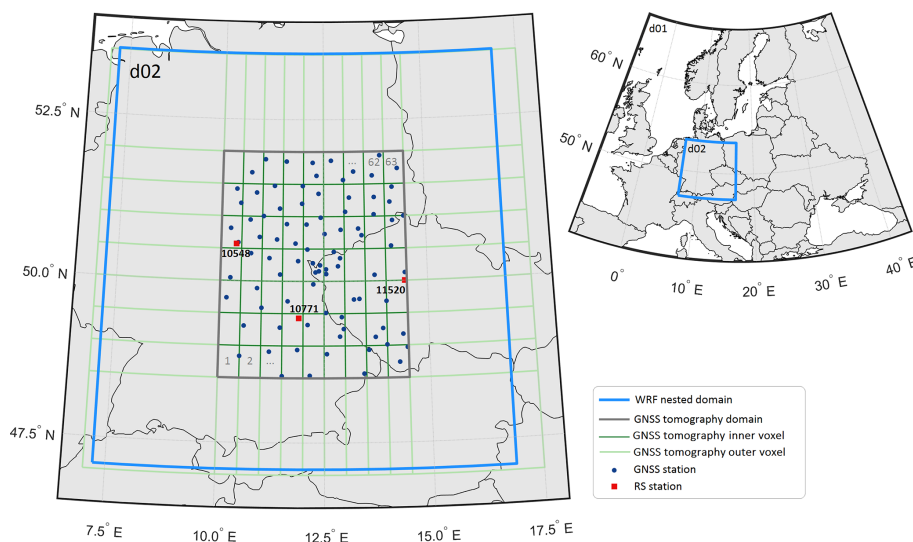 d02
52.5° N
50.0° N
47.5° N
7.5° E
10.0° E
12.5° E
15.0° E
17.5° E
... 62 63
10548
11520
10771
1 2 ...
d01
60° N
50° N
d02
0°
10° E
20° E
30° E
40° E
WRF nested domain
GNSS tomography domain
GNSS tomography inner voxel
GNSS tomography outer voxel
GNSS station
RS station